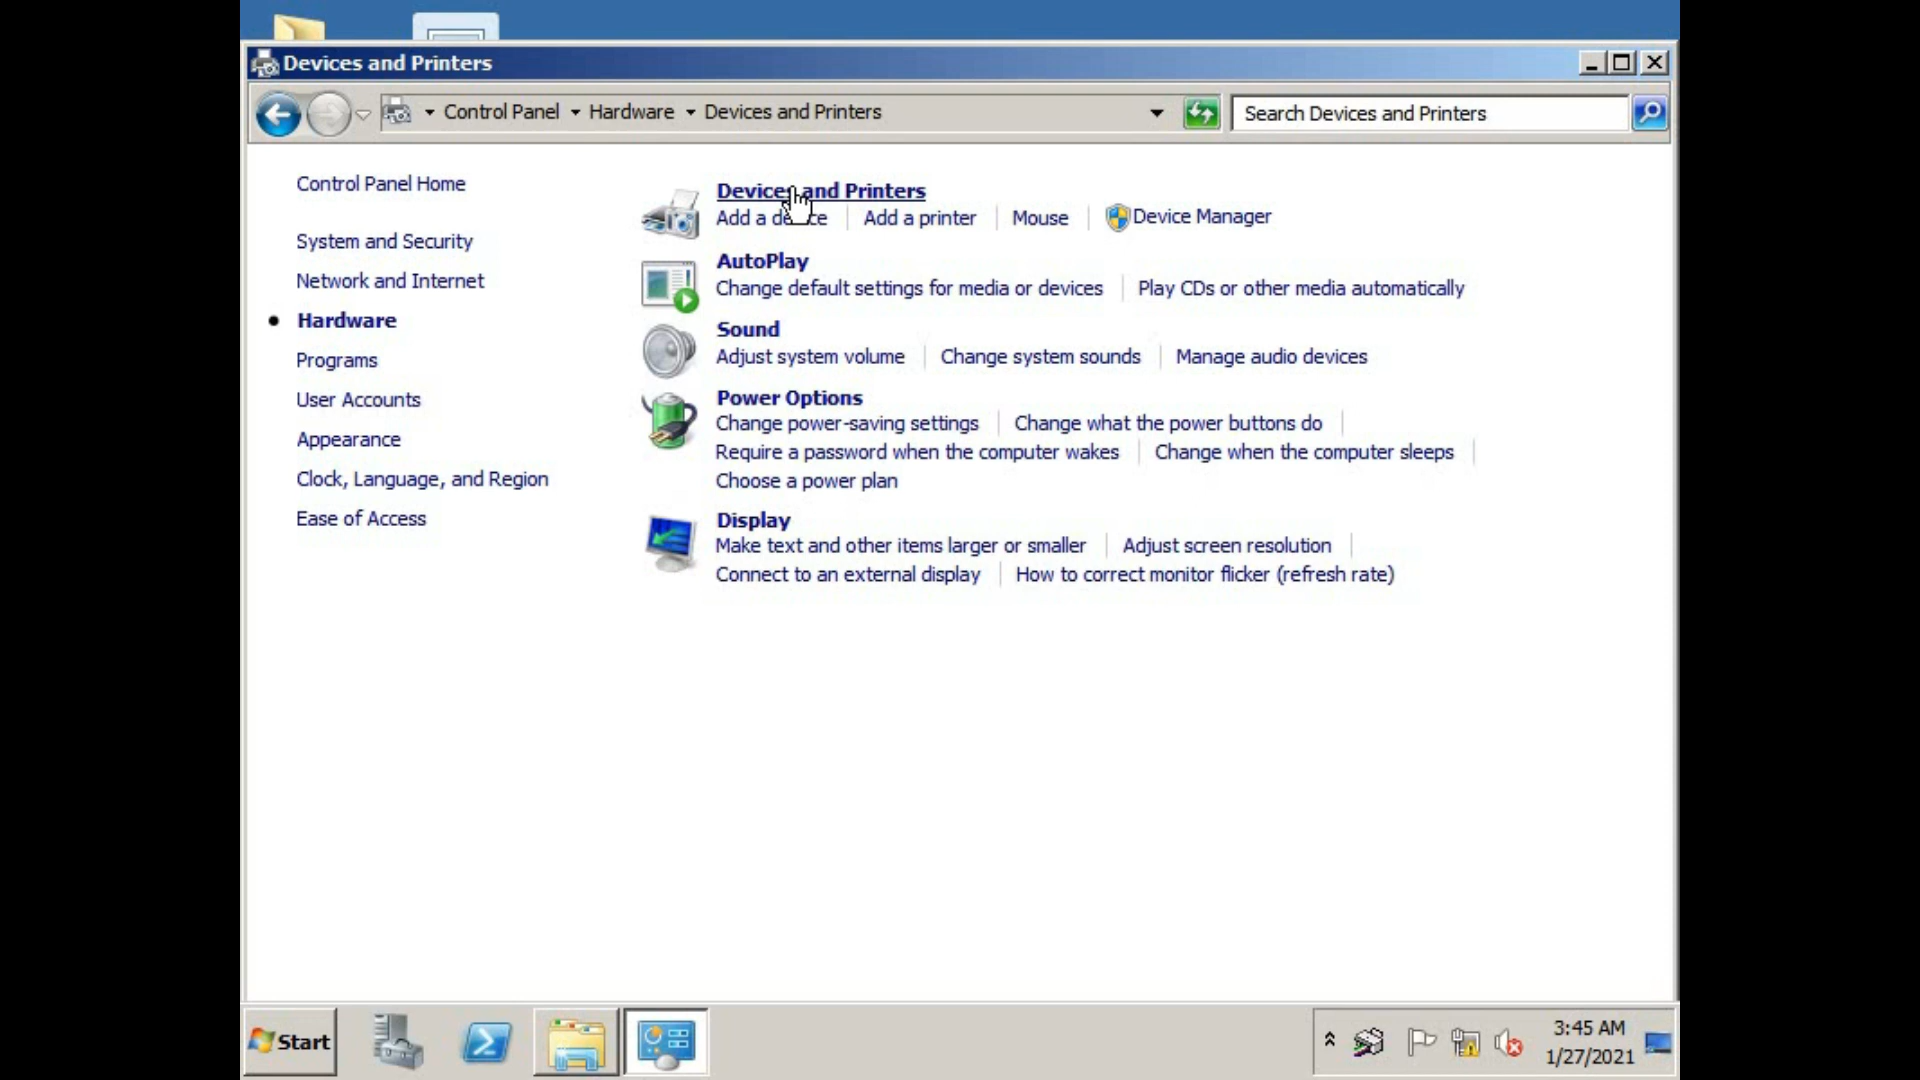 Devices and Printers
Control Panel Hardware Devices and Printers
Search Devices and Printers
Control Panel Home
System and Security
Network and Internet
Hardware
Programs
User Accounts
Appearance
Clock, Language, and Region
Ease of Access
Devices and Printers
Add a device Add a printer Mouse Device Manager
AutoPlay
Change default settings for media or devices Play CDs or other media automatically
Sound
Adjust system volume Change system sounds Manage audio devices
Power Options
Change power-saving settings Change what the power buttons do
Require a password when the computer wakes Change when the computer sleeps
Choose a power plan
Display
Make text and other items larger or smaller Adjust screen resolution
Connect to an external display How to correct monitor flicker (refresh rate)
Start
3:45 AM
1/27/2021